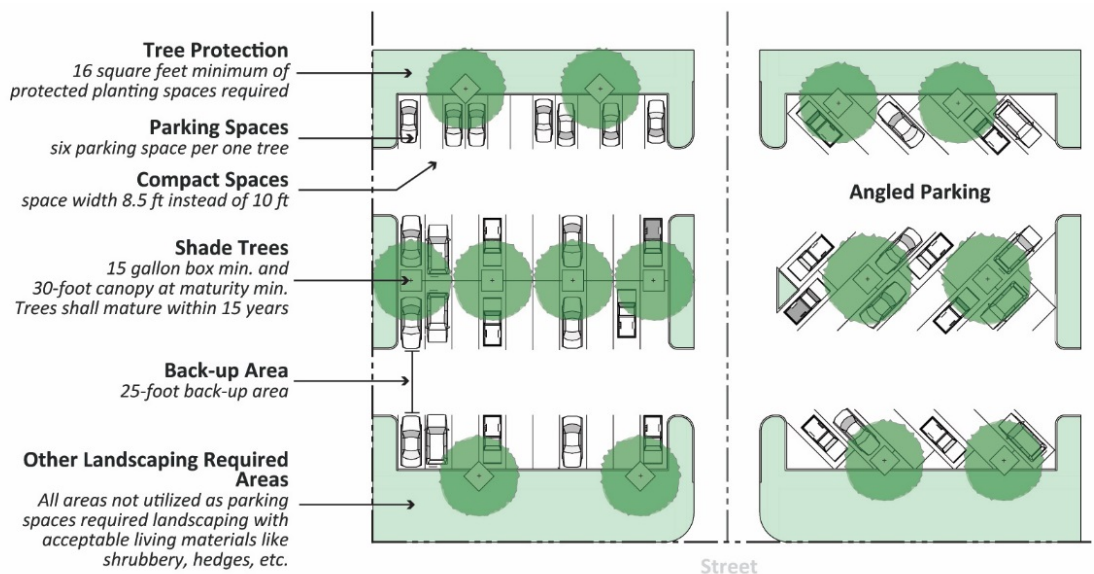 Tree Protection
16 square feet minimum of
protected planting spaces required
Parking Spaces
six parking space per one tree
Compact Spaces
space width 8.5 ft instead of 10 ft
Angled Parking
Shade Trees
15 gallon box min. and
30-foot canopy at maturity min.
Trees shall mature within 15 years
Back-up Area
25-foot back-up area
Other Landscaping Required
Areas
All areas not utilized as parking
spaces required landscaping with
acceptable living materials like
shrubbery, hedges, etc.
Street